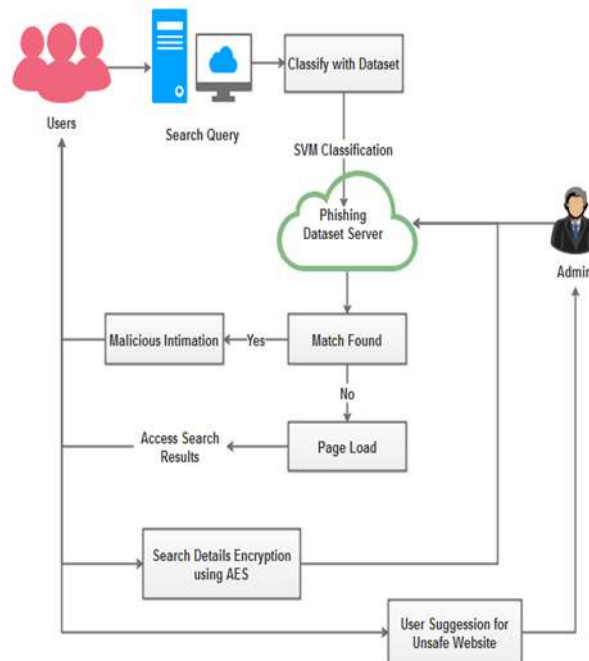 Classify with Dataset
Users
Search Query
SVM Classification
Phishing
Dataset Server
Admin
Malicious Intimation
Yes
Match Found
No
Access Search
Results
Page Load
Search Details Encryption
using AES
User Suggession for
Unsafe Website